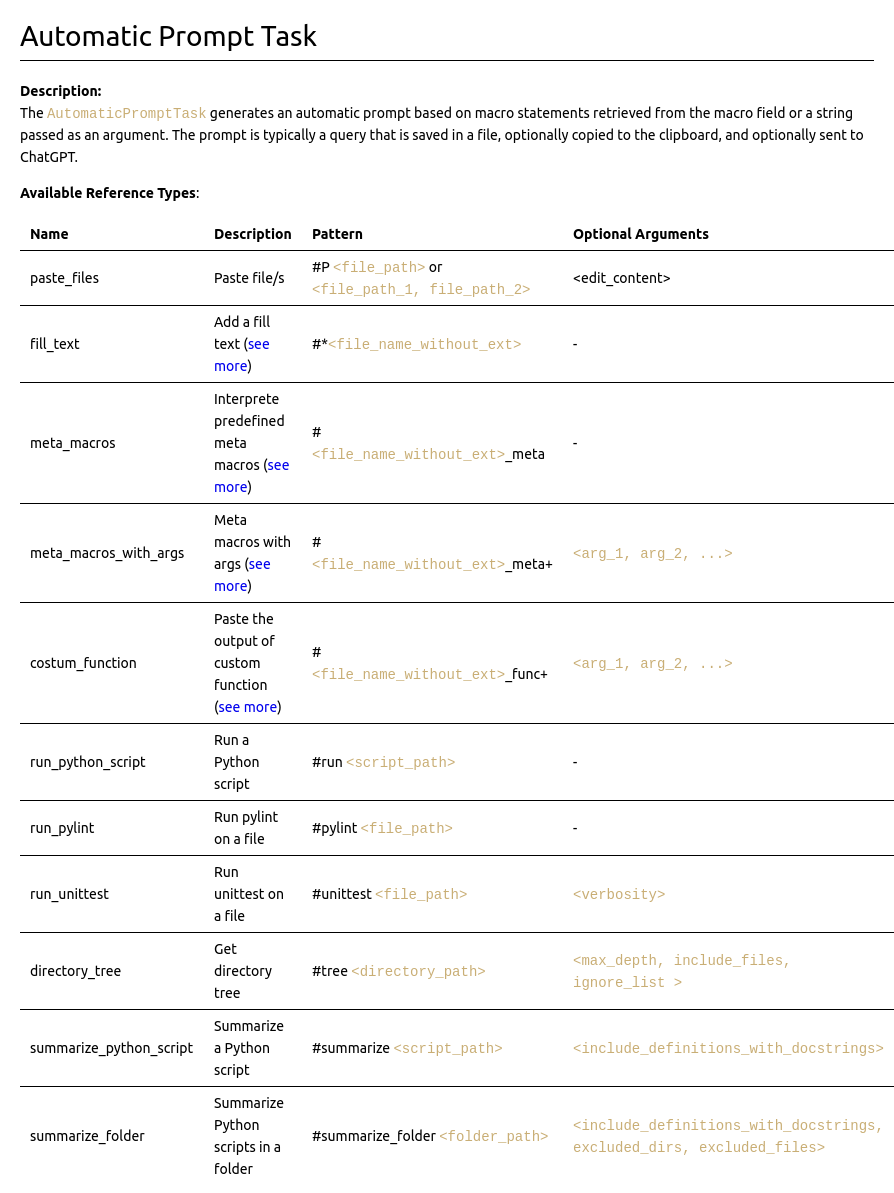 Automatic Prompt Task
Description:
The AutomaticPromptTask generates an automatic prompt based on macro statements retrieved from the macro field or a string
passed as an argument. The prompt is typically a query that is saved in a file, optionally copied to the clipboard, and optionally sent to
ChatGPT.
Available Reference Types:
Name Description Pattern Optional Arguments
paste_files
Paste file/s
#P <file_path> or
<file_path_1, file_path_2>
<edit_content>
fill_text
Add a fill
text (see
more)
#*<file_name_without_ext>
-
meta_macros
Interprete
predefined
meta
macros (see
more)
#
<file_name_without_ext>_meta
-
meta_macros_with_args
Meta
macros with
args (see
more)
#
<file_name_without_ext>_meta+
<arg_1, arg_2, ...>
costum_function
Paste the
output of
custom
function
(see more)
#
<file_name_without_ext>_func+
<arg_1, arg_2, ...>
run_python_script
Run a
Python
script
#run <script_path>
-
run_pylint
Run pylint
on a file
#pylint <file_path>
-
run_unittest
Run
unittest on
a file
#unittest <file_path>
<verbosity>
directory_tree
Get
directory
tree
#tree <directory_path>
<max_depth, include_files,
ignore_list >
summarize_python_script
Summarize
a Python
script
#summarize <script_path>
<include_definitions_with_docstrings>
summarize_folder
Summarize
Python
scripts in a
folder
#summarize_folder <folder_path>
<include_definitions_with_docstrings,
excluded_dirs, excluded_files>